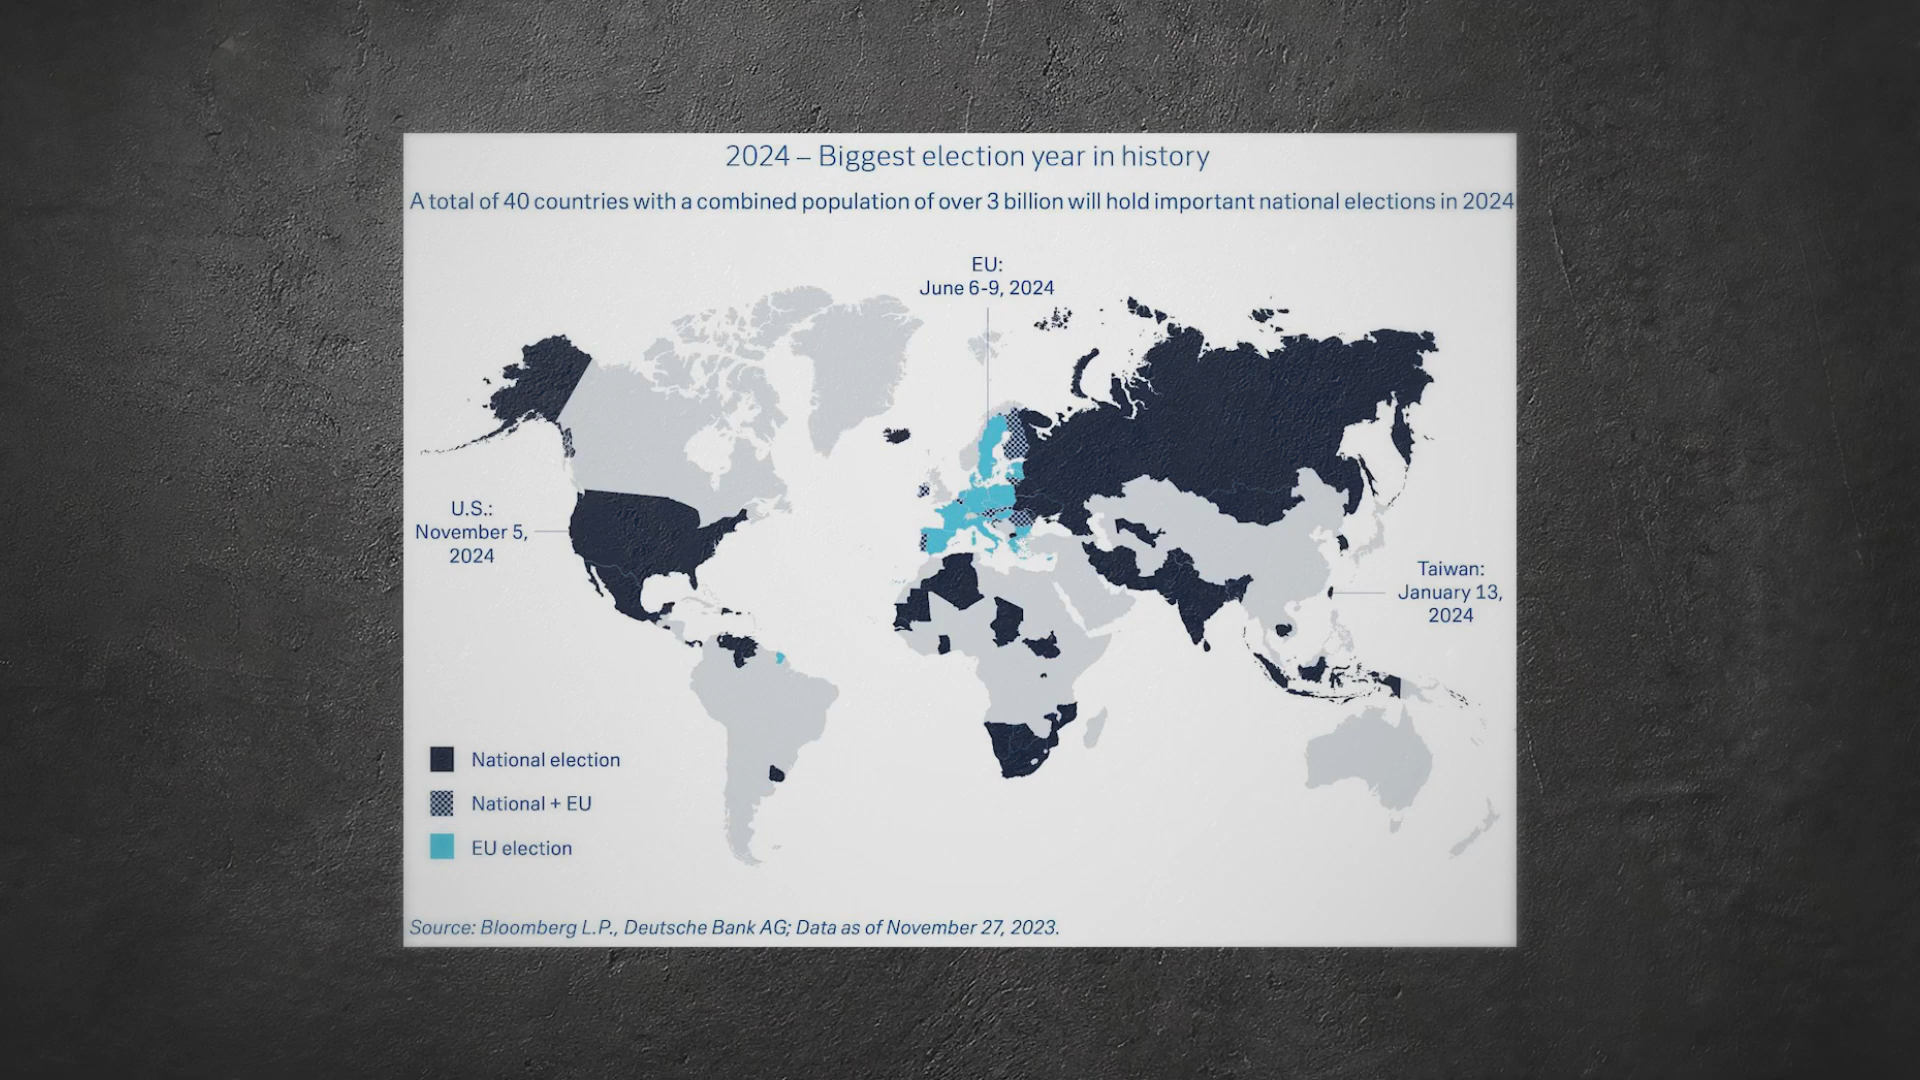 2024 – Biggest election year in history
A total of 40 countries with a combined population of over 3 billion will hold important national elections in 2024
EU:
June 6-9, 2024
U.S.:
November 5,
2024
Taiwan:
January 13,
2024
National election
National + EU
EU election
Source: Bloomberg L.P., Deutsche Bank AG; Data as of November 27, 2023.